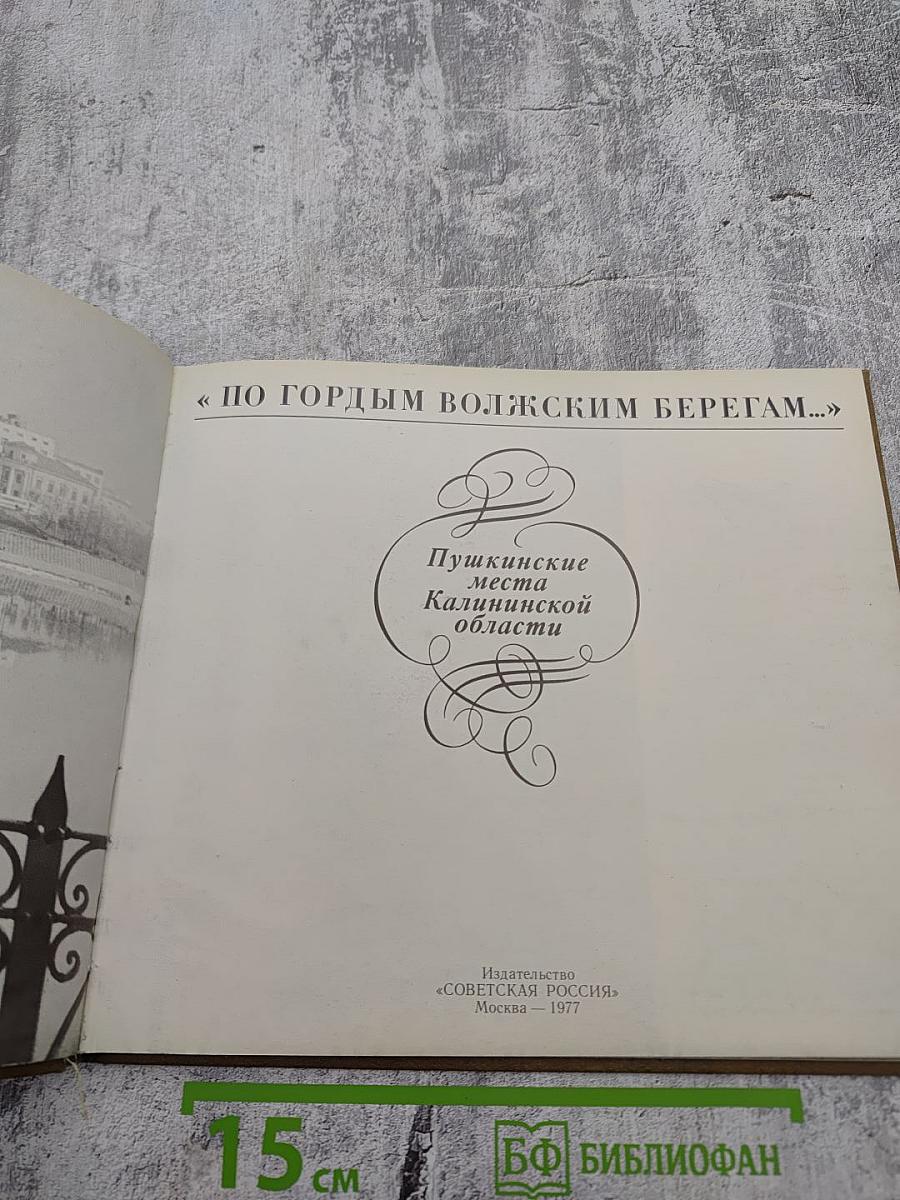 « ПО ГОРДЫМ ВОЛЖСКИМ БЕРЕГАМ...»
Пушкинские
места
Калининской
области
Издательство
«СОВЕТСКАЯ РОССИЯ»
Москва — 1977
15 см
БФ БИБЛИОФАН